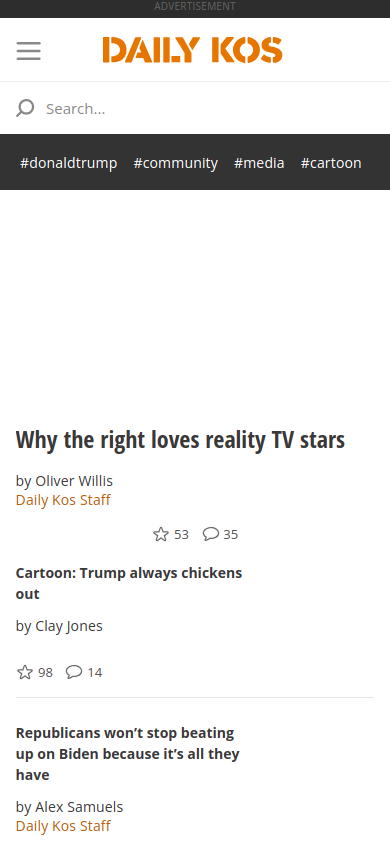 ADVERTISEMENT
DAILY KOS
Search...
#donaldtrump #community #media #cartoon
Why the right loves reality TV stars
by Oliver Willis
Daily Kos Staff
53 35
Cartoon: Trump always chickens
out
by Clay Jones
98 14
Republicans won’t stop beating
up on Biden because it’s all they
have
by Alex Samuels
Daily Kos Staff